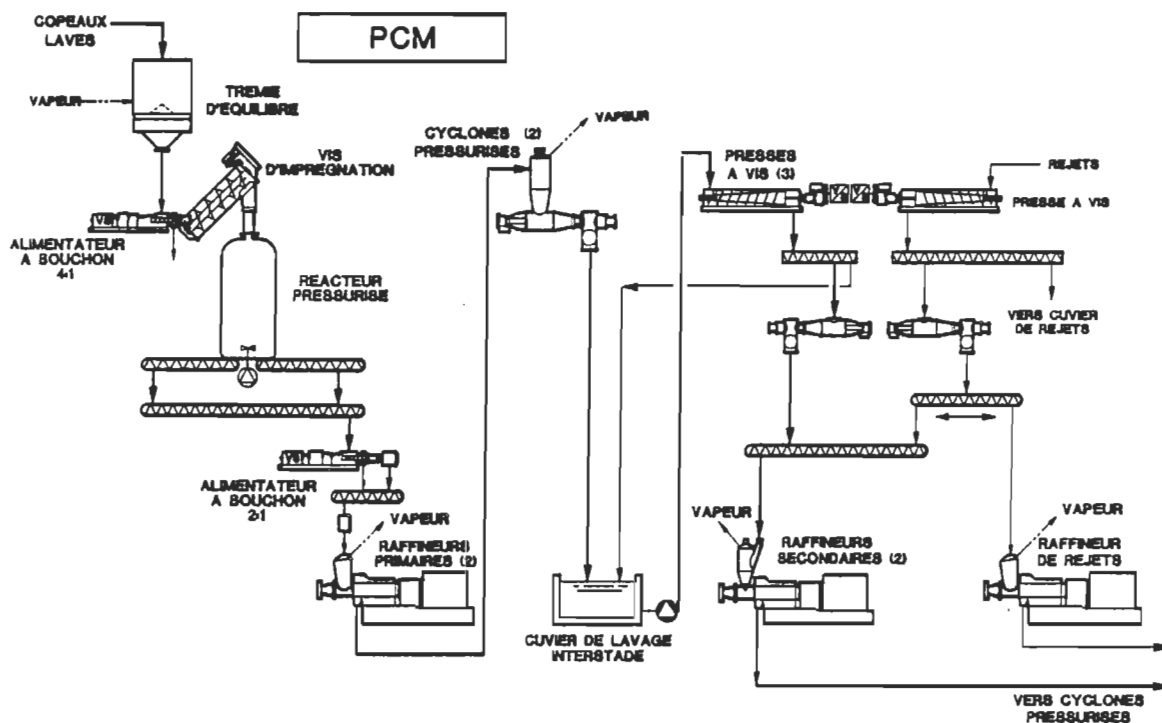 COPEAUX
LAVES
PCM
VAPEUR
TREMIE
D'EQUILIBRE
VIS
D'IMPREGNATION
ALIMENTATEUR
A BOUCHON
4:1
REACTEUR
PRESSURISE
ALIMENTATEUR
A BOUCHON
2:1
VAPEUR
RAFFINEURS
PRIMAIRES (2)
CYCLONES (2)
PRESSURISES
VAPEUR
PRESSES
A VIS (3)
REJETS
PRESSE A VIS
VERS CUVIER
DE REJETS
CUVIER DE LAVAGE
INTERSTADE
VAPEUR
RAFFINEURS
SECONDAIRES (2)
VAPEUR
RAFFINEUR
DE REJETS
VERS CYCLONES
PRESSURISES